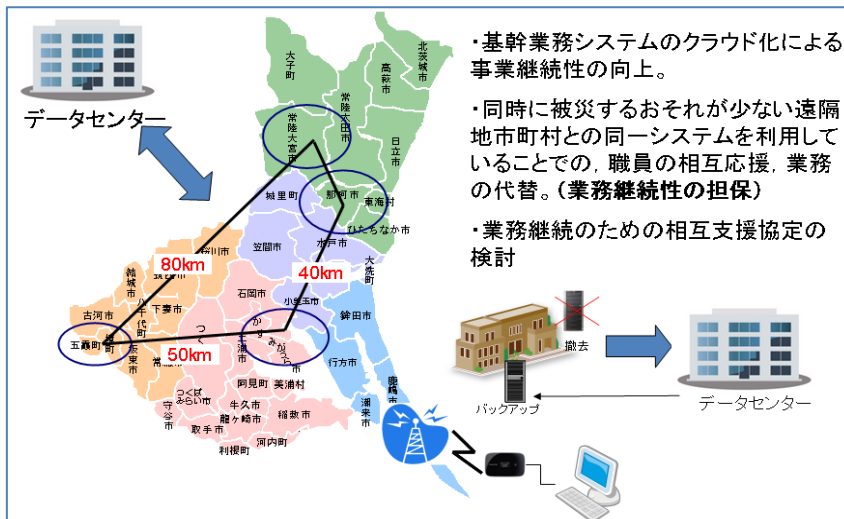 データセンター
・基幹業務システムのクラウド化による
事業継続性の向上。
・同時に被災するおそれが少ない遠隔
地市町村との同一システムを利用して
いることでの, 職員の相互応援, 業務
の代替。(業務継続性の担保)
・業務継続のための相互支援協定の
検討
北茨城市
大子町
高萩市
常陸太田市
常陸大宮市
日立市
城里町
那珂市
東海村
ひたちなか市
笠間市
水戸市
大洗町
桜川市
80km
40km
結城市
石岡市
小美玉市
古河市
八千代町
下妻市
鉾田市
五霞町
50km
坂東市
かすみがうら市
行方市
阿見町
美浦村
つくばみらい市
守谷市
牛久市
稲敷市
潮来市
取手市
龍ヶ崎市
利根町
河内町
撤去
バックアップ
データセンター